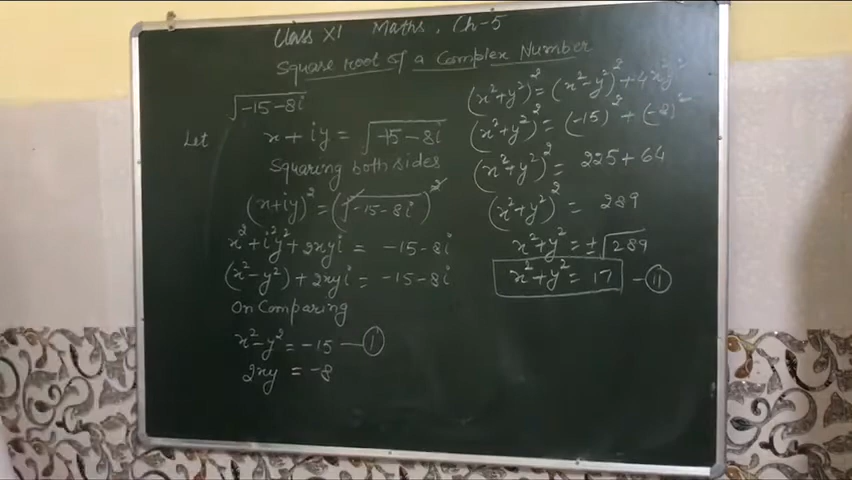 Class XI Maths, Ch-5
Square root of a Complex Number
√-15-8i
Let x+iy = √-15-8i
Squaring both sides
(x+iy)² = (√-15-8i)²
x²+i²y²+2xyi = -15-8i
(x²-y²)+2xyi = -15-8i
On Comparing
x²-y² = -15 — (1)
2xy = -8
(x²+y²)² = (x²-y²)²+4x²y²
(x²+y²)² = (-15)²+(-8)²
(x²+y²)² = 225+64
(x²+y²)² = 289
x²+y² = ±√289
x²+y² = 17 — (11)